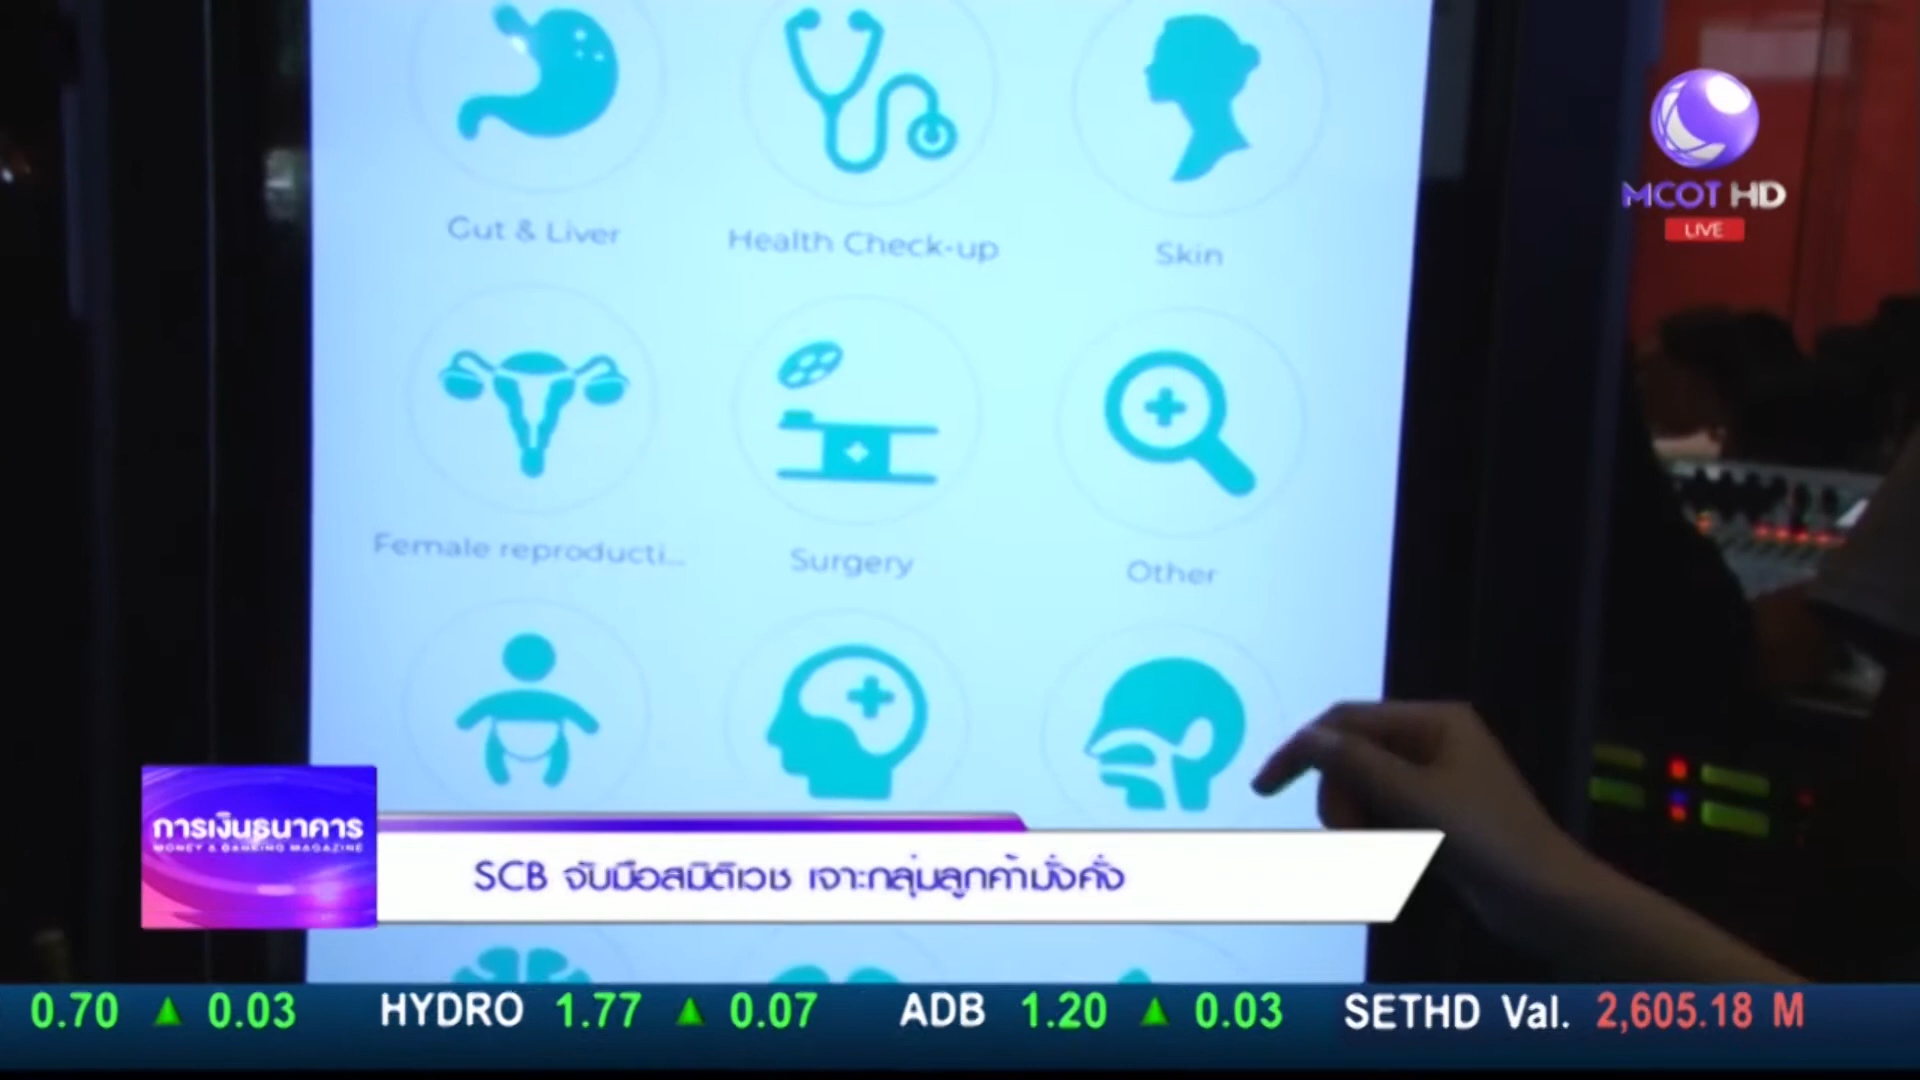 MCOT HD
LIVE
Gut & Liver
Health Check-up
Skin
Female reproducti...
Surgery
Other
การเงินธนาคาร
MONEY & BANKING MAGAZINE
SCB จับมือสมิติเวช เจาะกลุ่มลูกค้ามั่งคั่ง
0.70 ▲ 0.03 HYDRO 1.77 ▲ 0.07 ADB 1.20 ▲ 0.03 SETHD Val. 2,605.18 M